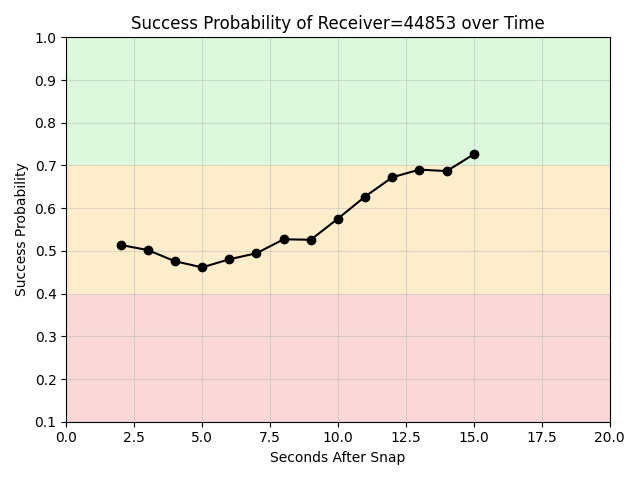 Success Probability of Receiver=44853 over Time
1.0
0.9
0.8
0.7
0.6
0.5
0.4
0.3
0.2
0.1
Success Probability
0.0 2.5 5.0 7.5 10.0 12.5 15.0 17.5 20.0
Seconds After Snap